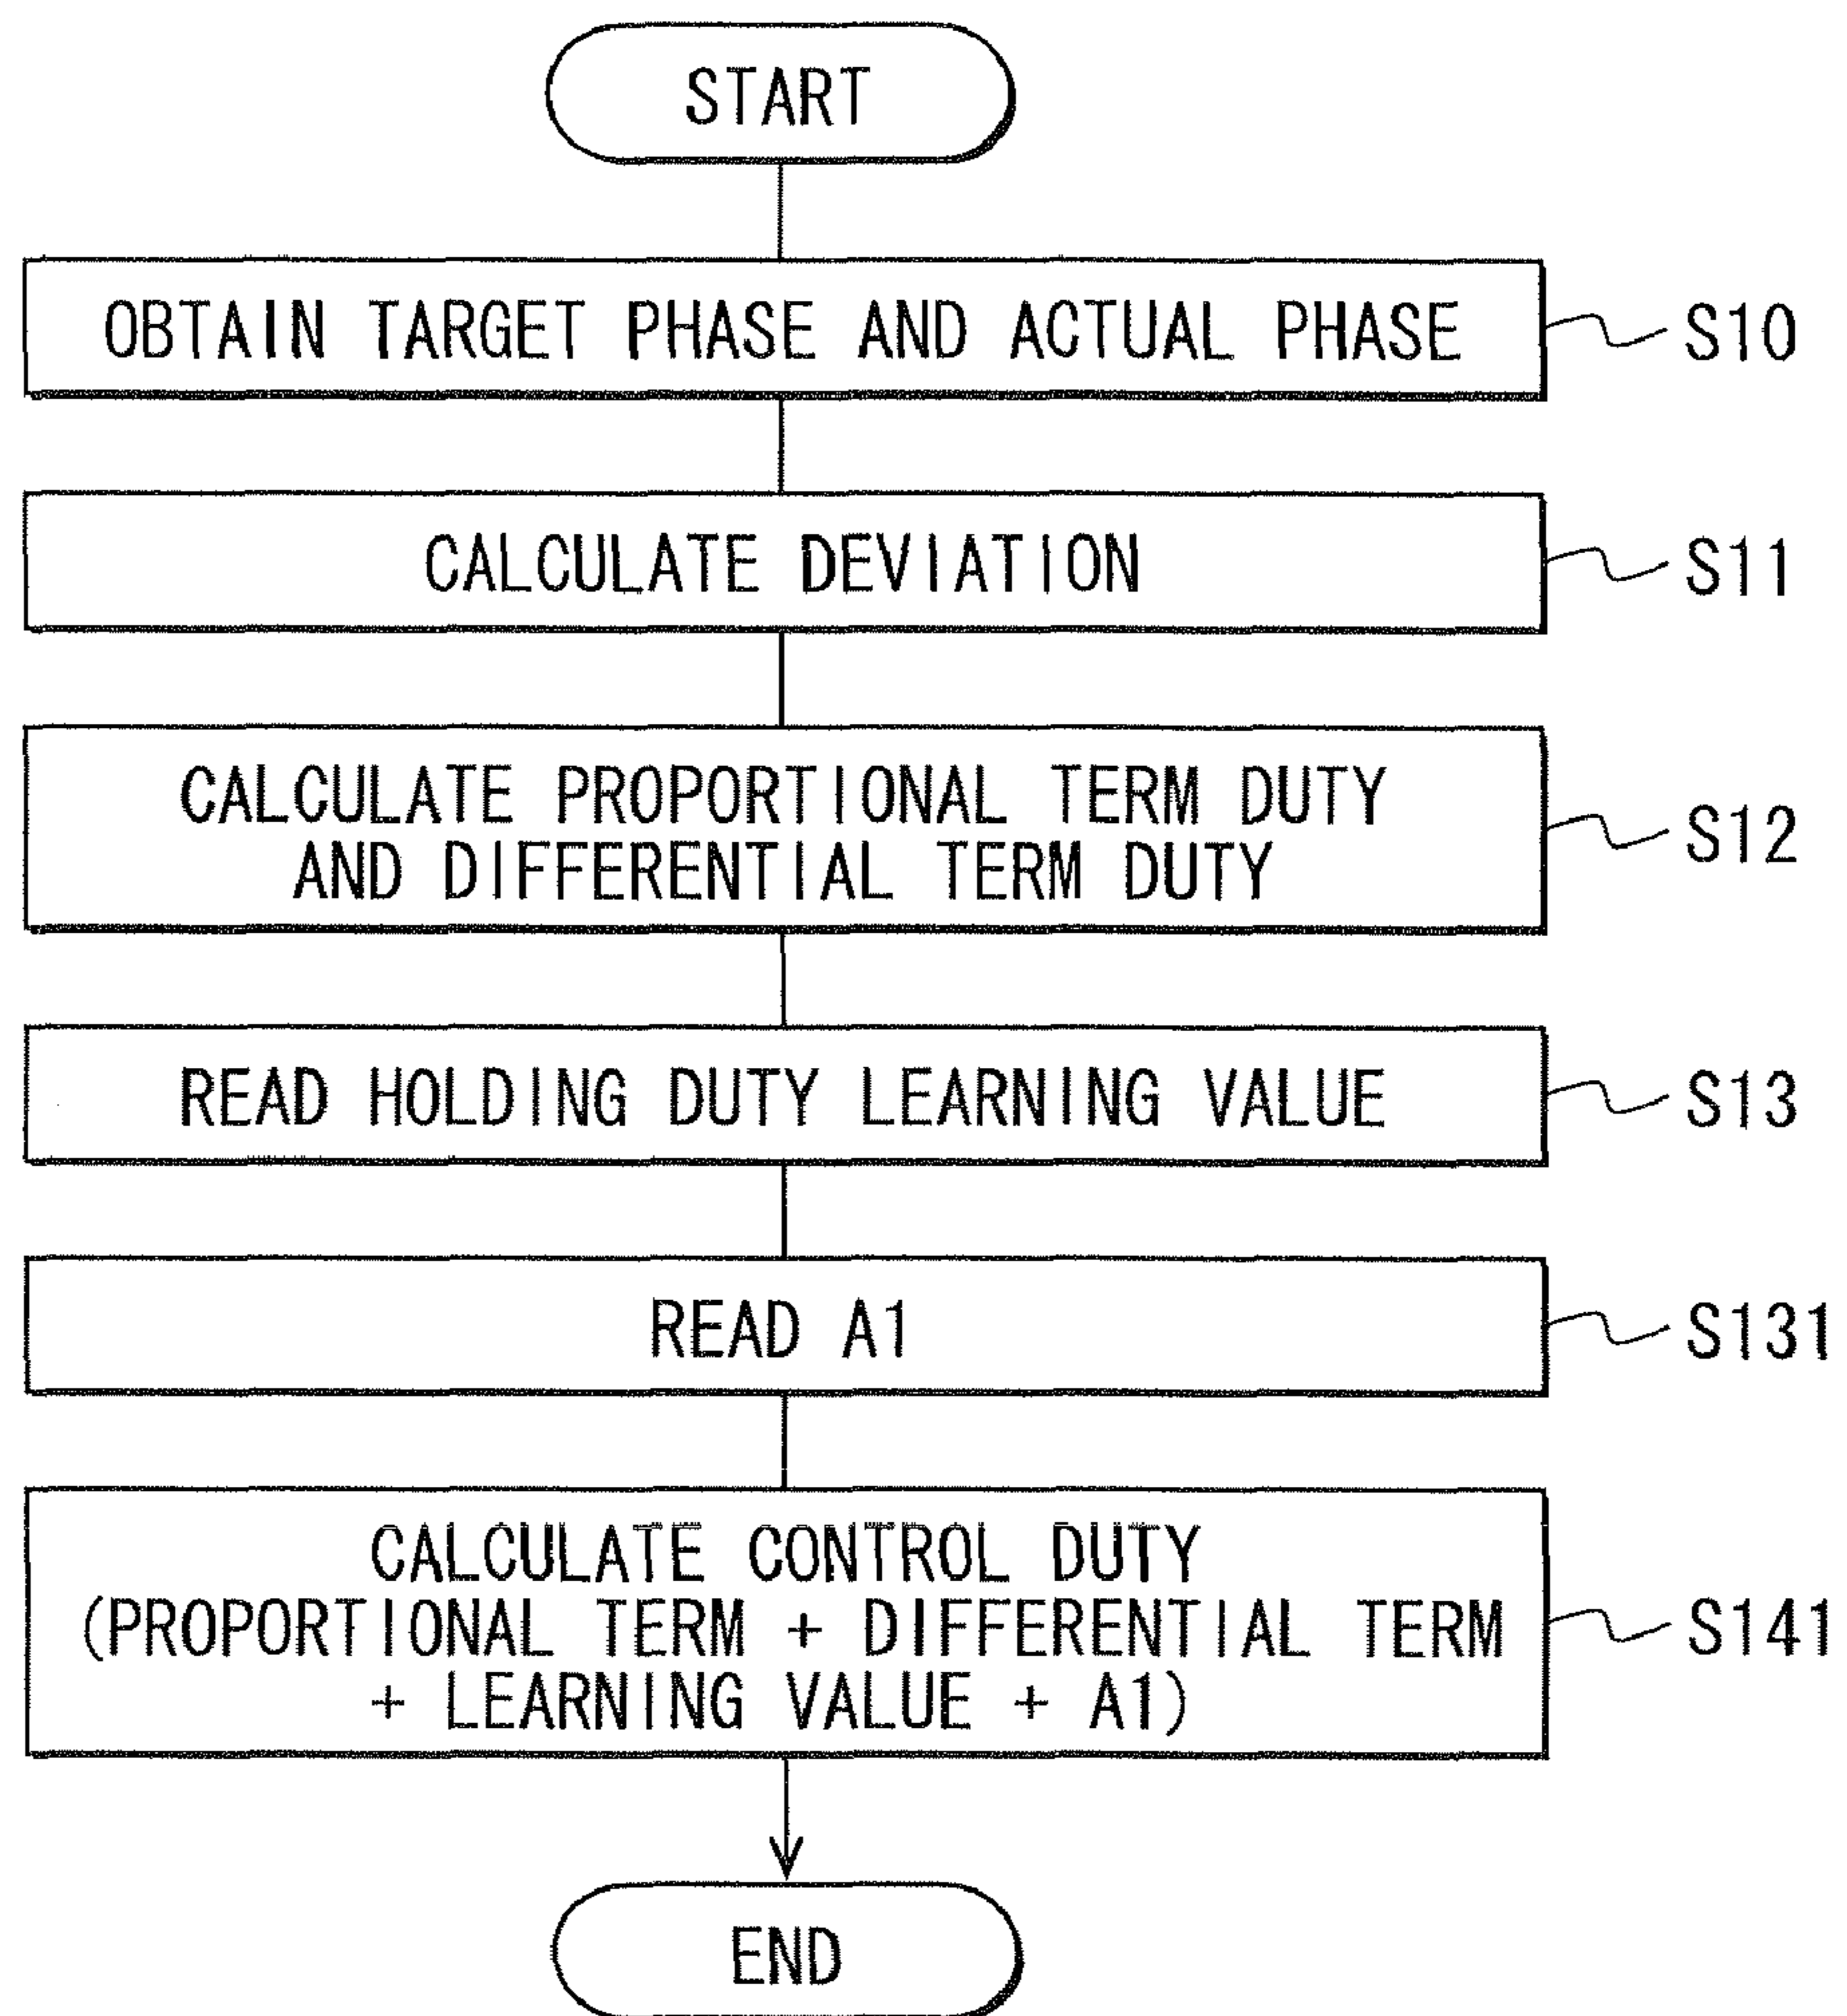 START
OBTAIN TARGET PHASE AND ACTUAL PHASE
S10
CALCULATE DEVIATION
S11
CALCULATE PROPORTIONAL TERM DUTY
AND DIFFERENTIAL TERM DUTY
S12
READ HOLDING DUTY LEARNING VALUE
S13
READ A1
S131
CALCULATE CONTROL DUTY
(PROPORTIONAL TERM + DIFFERENTIAL TERM
+ LEARNING VALUE + A1)
S141
END